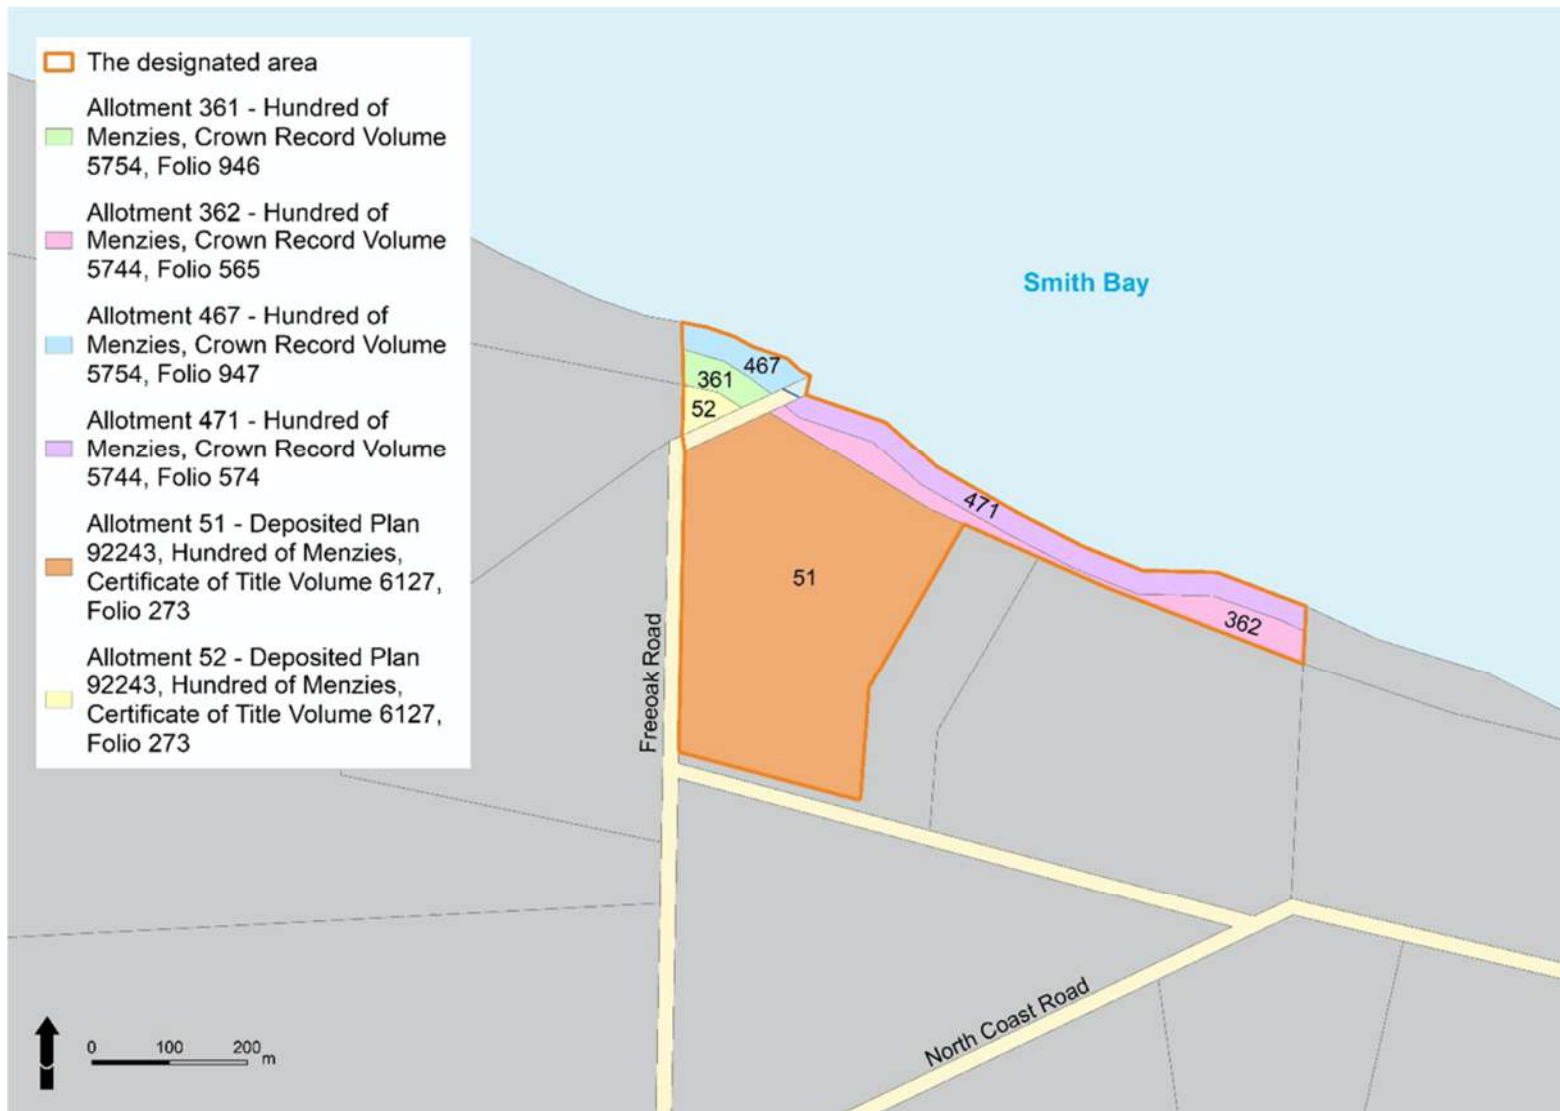 The designated area
Allotment 361 - Hundred of
Menzies, Crown Record Volume
5754, Folio 946
Allotment 362 - Hundred of
Menzies, Crown Record Volume
5744, Folio 565
Allotment 467 - Hundred of
Menzies, Crown Record Volume
5754, Folio 947
Allotment 471 - Hundred of
Menzies, Crown Record Volume
5744, Folio 574
Allotment 51 - Deposited Plan
92243, Hundred of Menzies,
Certificate of Title Volume 6127,
Folio 273
Allotment 52 - Deposited Plan
92243, Hundred of Menzies,
Certificate of Title Volume 6127,
Folio 273
Smith Bay
467
361
52
471
51
362
Freeoak Road
North Coast Road
0 100 200 m